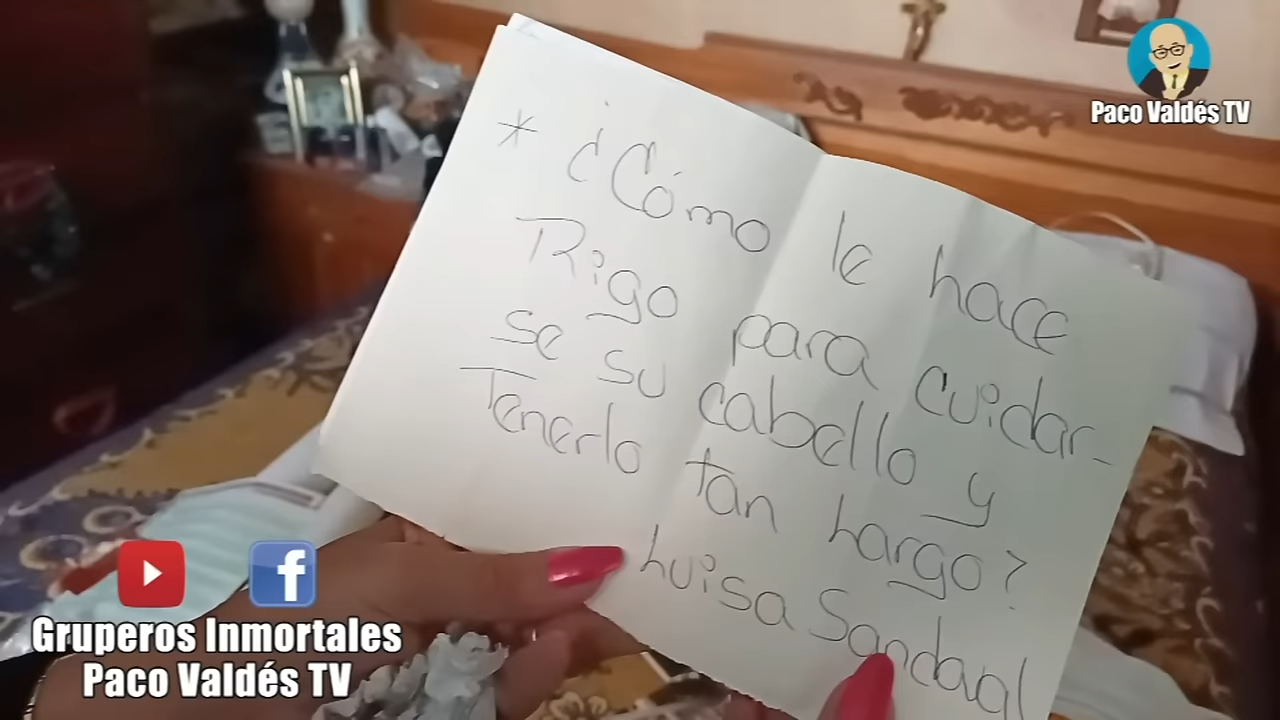 Paco Valdés TV
* ¿Cómo le hace
Rigo para cuidar-
se su cabello y
Tenerlo tan largo?
Luisa Sandoval
Gruperos Inmortales
Paco Valdés TV